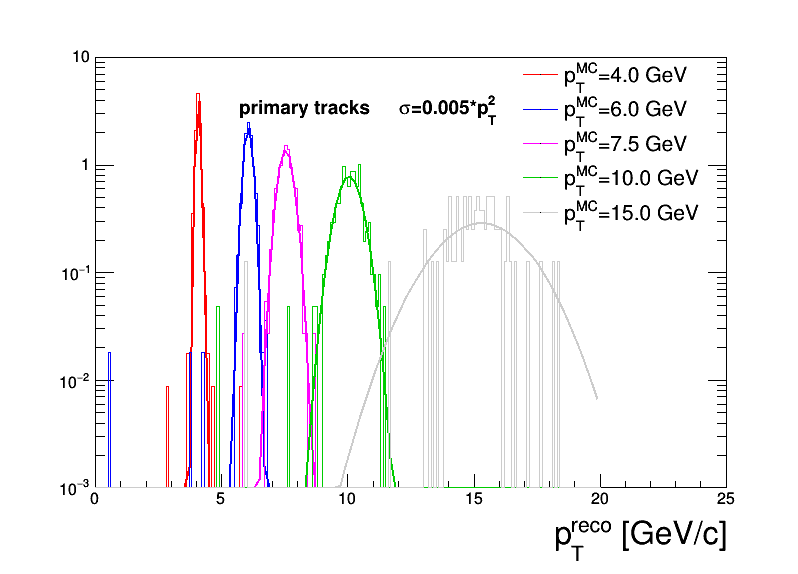 10
p_T^MC=4.0 GeV
primary tracks σ=0.005*p_T^2
p_T^MC=6.0 GeV
1
p_T^MC=7.5 GeV
p_T^MC=10.0 GeV
p_T^MC=15.0 GeV
10^−1
10^−2
10^−3
0 5 10 15 20 25
p_T^reco [GeV/c]